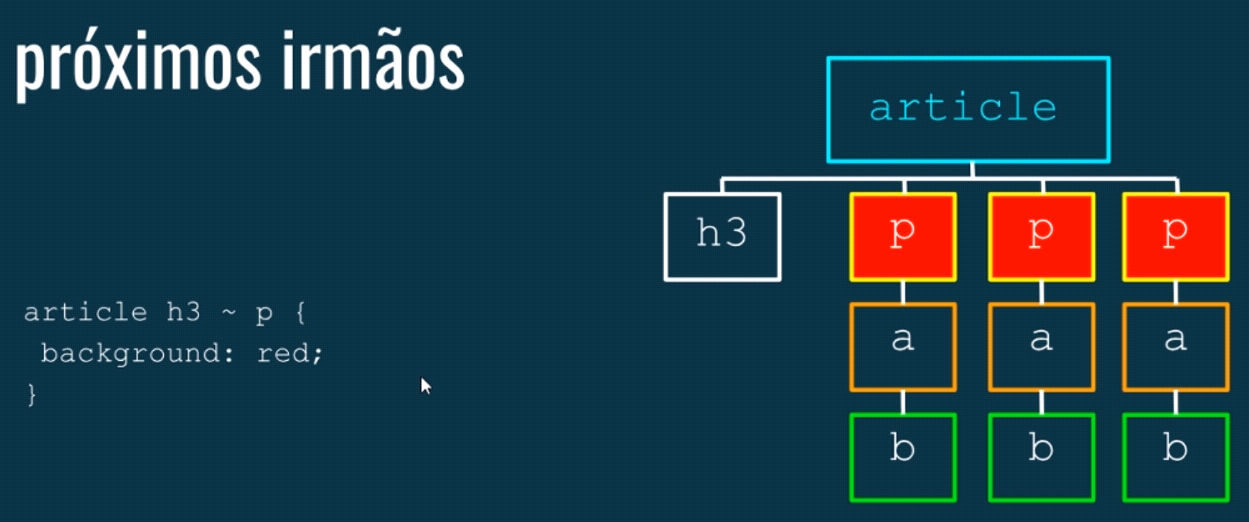 próximos irmãos
article
h3 p p p
article h3 ~ p {
background: red;
}
a a a
b b b